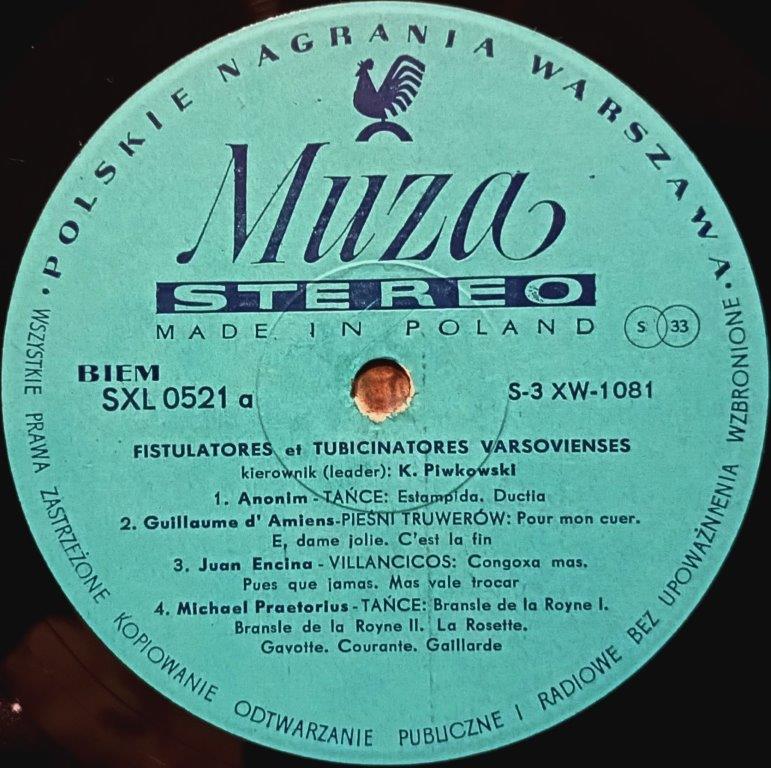 • POLSKIE NAGRANIA WARSZAWA •
Muza
STEREO
MADE IN POLAND
S 33
BIEM
SXL 0521 a
S-3 XW-1081
FISTULATORES et TUBICINATORES VARSOVIENSES
kierownik (leader): K. Piwkowski
1. Anonim - TAŃCE: Estampida. Ductia
2. Guillaume d' Amiens-PIEŚNI TRUWERÓW: Pour mon cuer.
E, dame jolie. C'est la fin
3. Juan Encina - VILLANCICOS: Congoxa mas.
Pues que jamas. Mas vale trocar
4. Michael Praetorius - TAŃCE: Bransle de la Royne I.
Bransle de la Royne II. La Rosette.
Gavotte. Courante. Gaillarde
WSZYSTKIE PRAWA ZASTRZEŻONE KOPIOWANIE ODTWARZANIE PUBLICZNE I RADIOWE BEZ UPOWAŻNIENIA WZBRONIONE